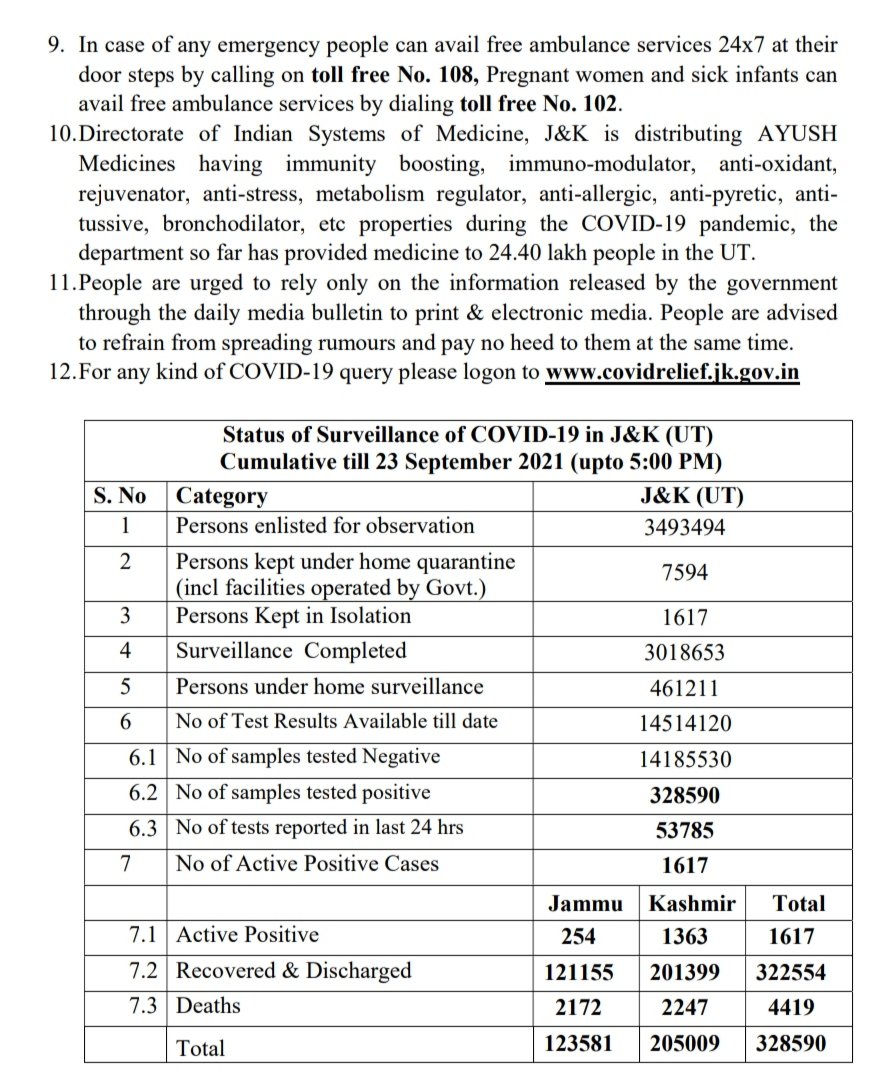 9. In case of any emergency people can avail free ambulance services 24x7 at their
door steps by calling on toll free No. 108, Pregnant women and sick infants can
avail free ambulance services by dialing toll free No. 102.
10.Directorate of Indian Systems of Medicine, J&K is distributing AYUSH
Medicines having immunity boosting, immuno-modulator, anti-oxidant,
rejuvenator, anti-stress, metabolism regulator, anti-allergic, anti-pyretic, anti-
tussive, bronchodilator, etc properties during the COVID-19 pandemic, the
department so far has provided medicine to 24.40 lakh people in the UT.
11.People are urged to rely only on the information released by the government
through the daily media bulletin to print & electronic media. People are advised
to refrain from spreading rumours and pay no heed to them at the same time.
12.For any kind of COVID-19 query please logon to www.covidrelief.jk.gov.in
Status of Surveillance of COVID-19 in J&K (UT)
Cumulative till 23 September 2021 (upto 5:00 PM)
S. No Category J&K (UT)
1 Persons enlisted for observation 3493494
2 Persons kept under home quarantine
(incl facilities operated by Govt.) 7594
3 Persons Kept in Isolation 1617
4 Surveillance Completed 3018653
5 Persons under home surveillance 461211
6 No of Test Results Available till date 14514120
6.1 No of samples tested Negative 14185530
6.2 No of samples tested positive 328590
6.3 No of tests reported in last 24 hrs 53785
7 No of Active Positive Cases 1617
Jammu Kashmir Total
7.1 Active Positive 254 1363 1617
7.2 Recovered & Discharged 121155 201399 322554
7.3 Deaths 2172 2247 4419
Total 123581 205009 328590